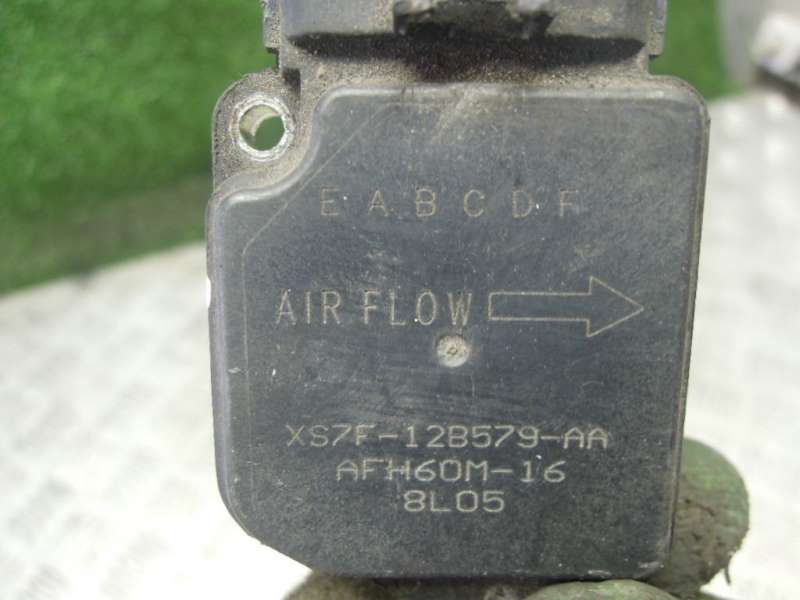 E A B C D F
AIR FLOW
XS7F-12B579-AA
AFH60M-16
8L05